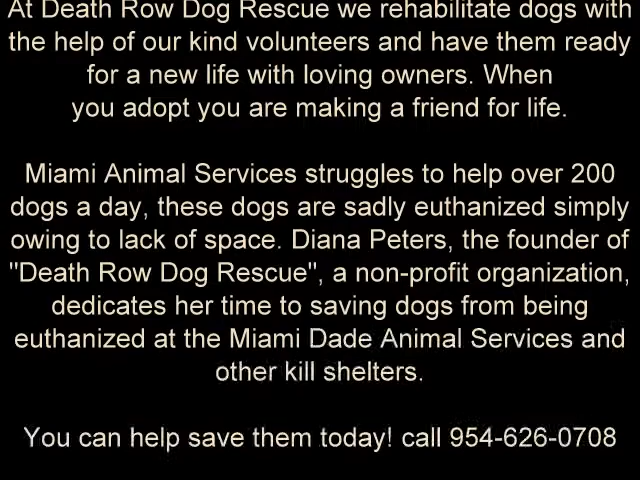 At Death Row Dog Rescue we rehabilitate dogs with
the help of our kind volunteers and have them ready
for a new life with loving owners. When
you adopt you are making a friend for life.
Miami Animal Services struggles to help over 200
dogs a day, these dogs are sadly euthanized simply
owing to lack of space. Diana Peters, the founder of
"Death Row Dog Rescue", a non-profit organization,
dedicates her time to saving dogs from being
euthanized at the Miami Dade Animal Services and
other kill shelters.
You can help save them today! call 954-626-0708